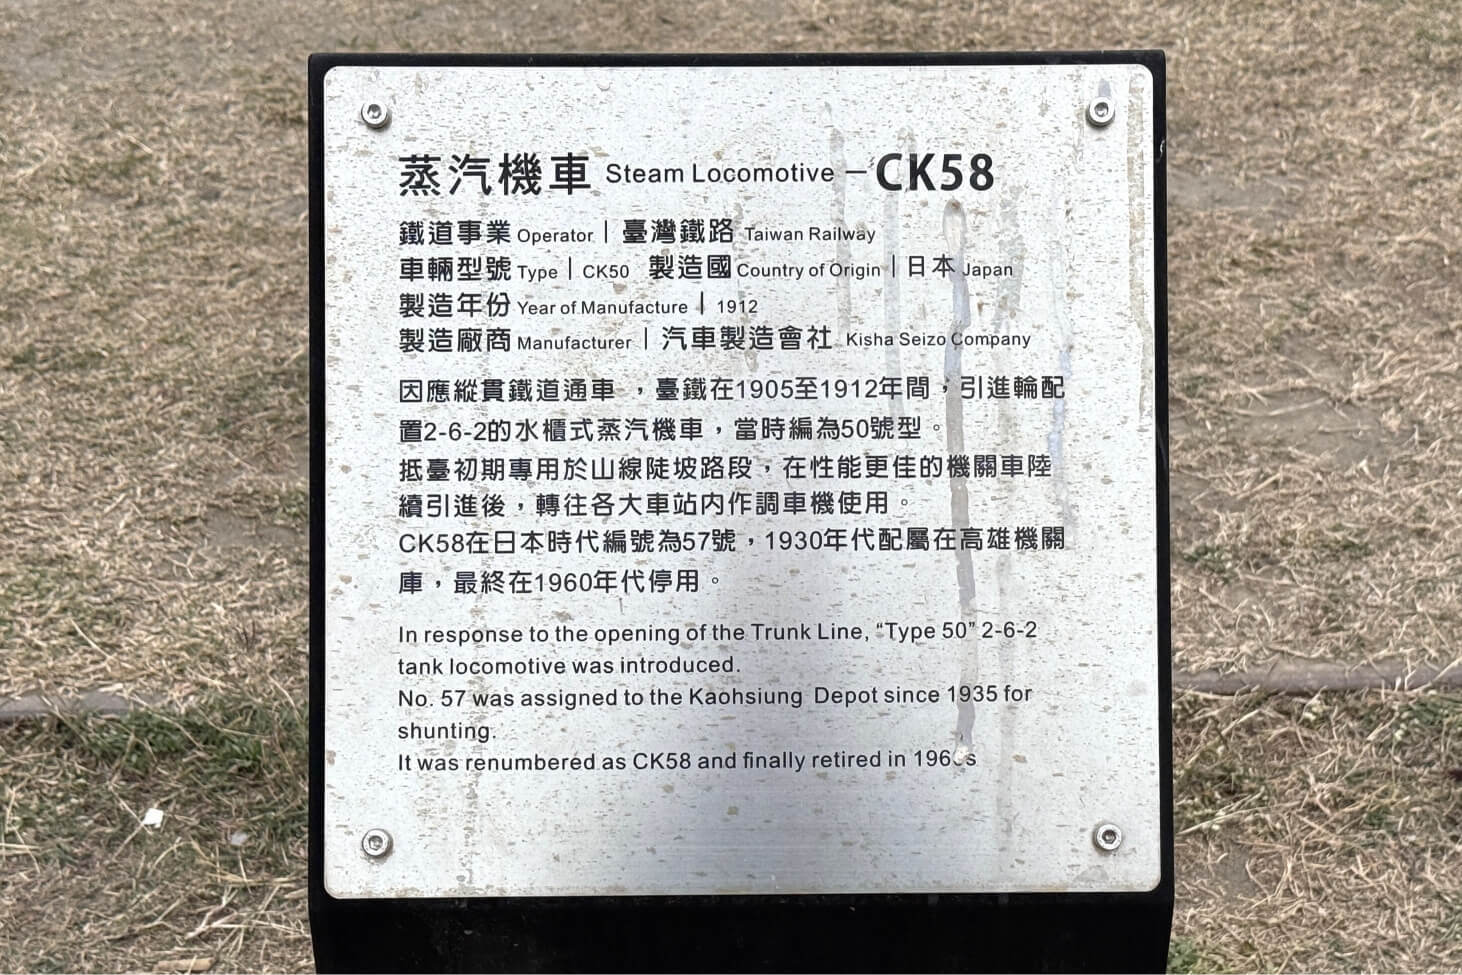 蒸汽機車 Steam Locomotive – CK58
鐵道事業 Operator | 臺灣鐵路 Taiwan Railway
車輛型號 Type | CK50 製造國 Country of Origin | 日本 Japan
製造年份 Year of Manufacture | 1912
製造廠商 Manufacturer | 汽車製造會社 Kisha Seizo Company
因應縱貫鐵道通車，臺鐵在1905至1912年間，引進輪配
置2-6-2的水櫃式蒸汽機車，當時編為50號型。
抵臺初期專用於山線陡坡路段，在性能更佳的機關車陸
續引進後，轉往各大車站內作調車機使用。
CK58在日本時代編號為57號，1930年代配屬在高雄機關
庫，最終在1960年代停用。
In response to the opening of the Trunk Line, “Type 50” 2-6-2
tank locomotive was introduced.
No. 57 was assigned to the Kaohsiung Depot since 1935 for
shunting.
It was renumbered as CK58 and finally retired in 1960s